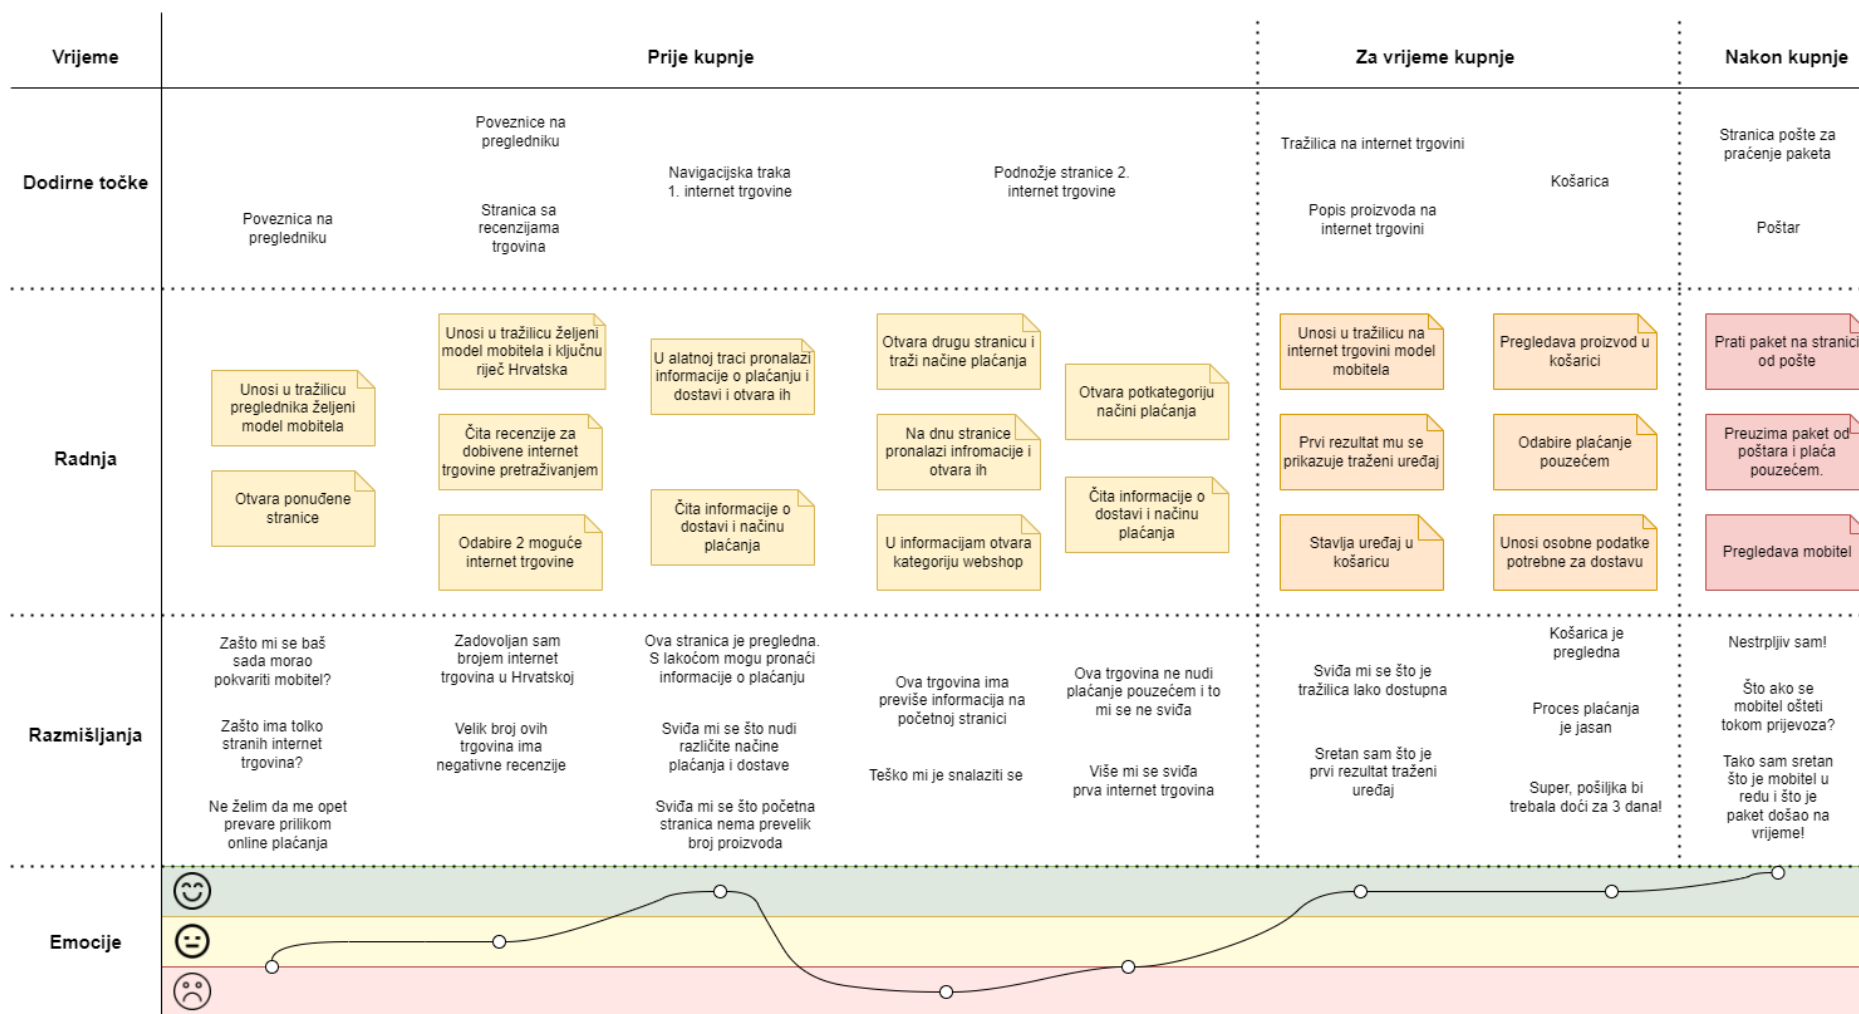 Vrijeme
Prije kupnje
Za vrijeme kupnje
Nakon kupnje
Dodirne točke
Poveznica na
pregledniku
Poveznice na
pregledniku
Stranica sa
recenzijama
trgovina
Navigacijska traka
1. internet trgovine
Podnožje stranice 2.
internet trgovine
Tražilica na internet trgovini
Popis proizvoda na
internet trgovini
Košarica
Stranica pošte za
praćenje paketa
Poštar
Radnja
Unosi u tražilicu
preglednika željeni
model mobitela
Otvara ponuđene
stranice
Unosi u tražilicu željeni
model mobitela i ključnu
riječ Hrvatska
Čita recenzije za
dobivene internet
trgovine pretraživanjem
Odabire 2 moguće
internet trgovine
U alatnoj traci pronalazi
informacije o plaćanju i
dostavi i otvara ih
Čita informacije o
dostavi i načinu
plaćanja
Otvara drugu stranicu i
traži načine plaćanja
Na dnu stranice
pronalazi infromacije i
otvara ih
U informacijam otvara
kategoriju webshop
Otvara potkategoriju
načini plaćanja
Čita informacije o
dostavi i načinu
plaćanja
Unosi u tražilicu na
internet trgovini model
mobitela
Prvi rezultat mu se
prikazuje traženi uređaj
Stavlja uređaj u
košaricu
Pregledava proizvod u
košarici
Odabire plaćanje
pouzećem
Unosi osobne podatke
potrebne za dostavu
Prati paket na stranici
od pošte
Preuzima paket od
poštara i plaća
pouzećem.
Pregledava mobitel
Razmišljanja
Zašto mi se baš
sada morao
pokvariti mobitel?
Zašto ima tolko
stranih internet
trgovina?
Ne želim da me opet
prevare prilikom
online plaćanja
Zadovoljan sam
brojem internet
trgovina u Hrvatskoj
Velik broj ovih
trgovina ima
negativne recenzije
Ova stranica je pregledna.
S lakoćom mogu pronaći
informacije o plaćanju
Sviđa mi se što nudi
različite načine
plaćanja i dostave
Sviđa mi se što početna
stranica nema prevelik
broj proizvoda
Ova trgovina ima
previše informacija na
početnoj stranici
Teško mi je snalaziti se
Ova trgovina ne nudi
plaćanje pouzećem i to
mi se ne sviđa
Više mi se sviđa
prva internet trgovina
Sviđa mi se što je
tražilica lako dostupna
Sretan sam što je
prvi rezultat traženi
uređaj
Košarica je
pregledna
Proces plaćanja
je jasan
Super, pošiljka bi
trebala doći za 3 dana!
Nestrpljiv sam!
Što ako se
mobitel ošteti
tokom prijevoza?
Tako sam sretan
što je mobitel u
redu i što je
paket došao na
vrijeme!
Emocije